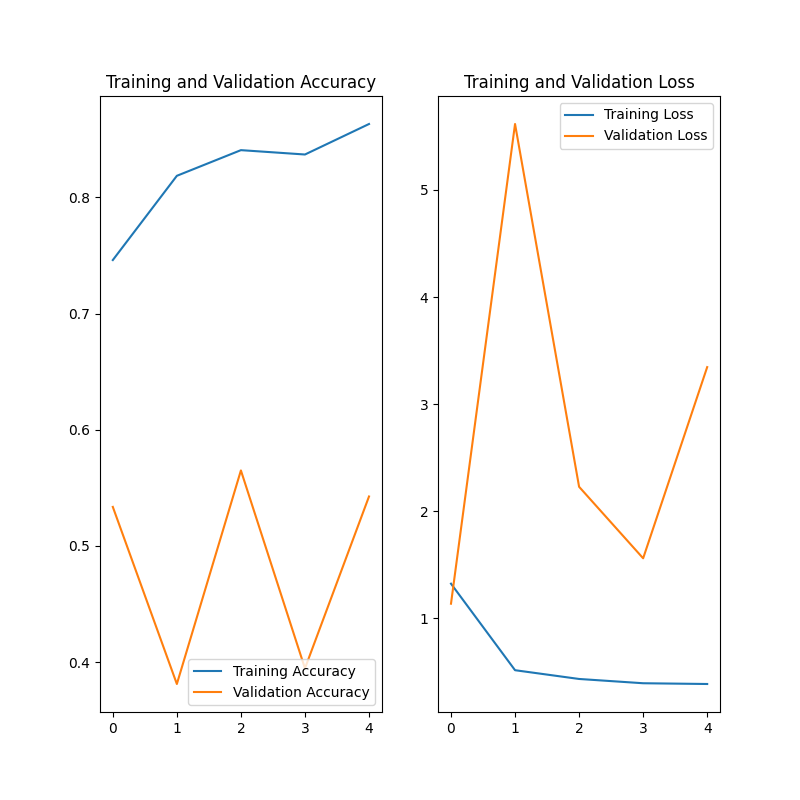 Training and Validation Accuracy
0.8
0.7
0.6
0.5
0.4
0 1 2 3 4
Training Accuracy
Validation Accuracy
Training and Validation Loss
5
4
3
2
1
0 1 2 3 4
Training Loss
Validation Loss